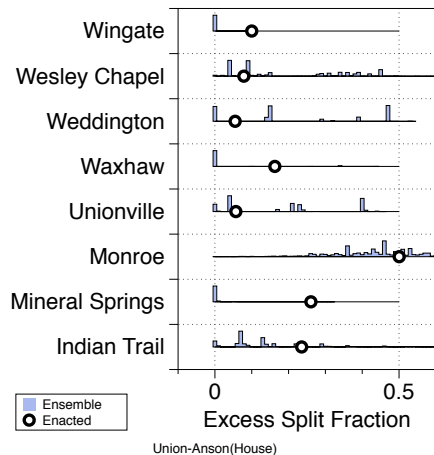 Wingate
Wesley Chapel
Weddington
Waxhaw
Unionville
Monroe
Mineral Springs
Indian Trail
0 0.5
Excess Split Fraction
Ensemble
Enacted
Union-Anson(House)